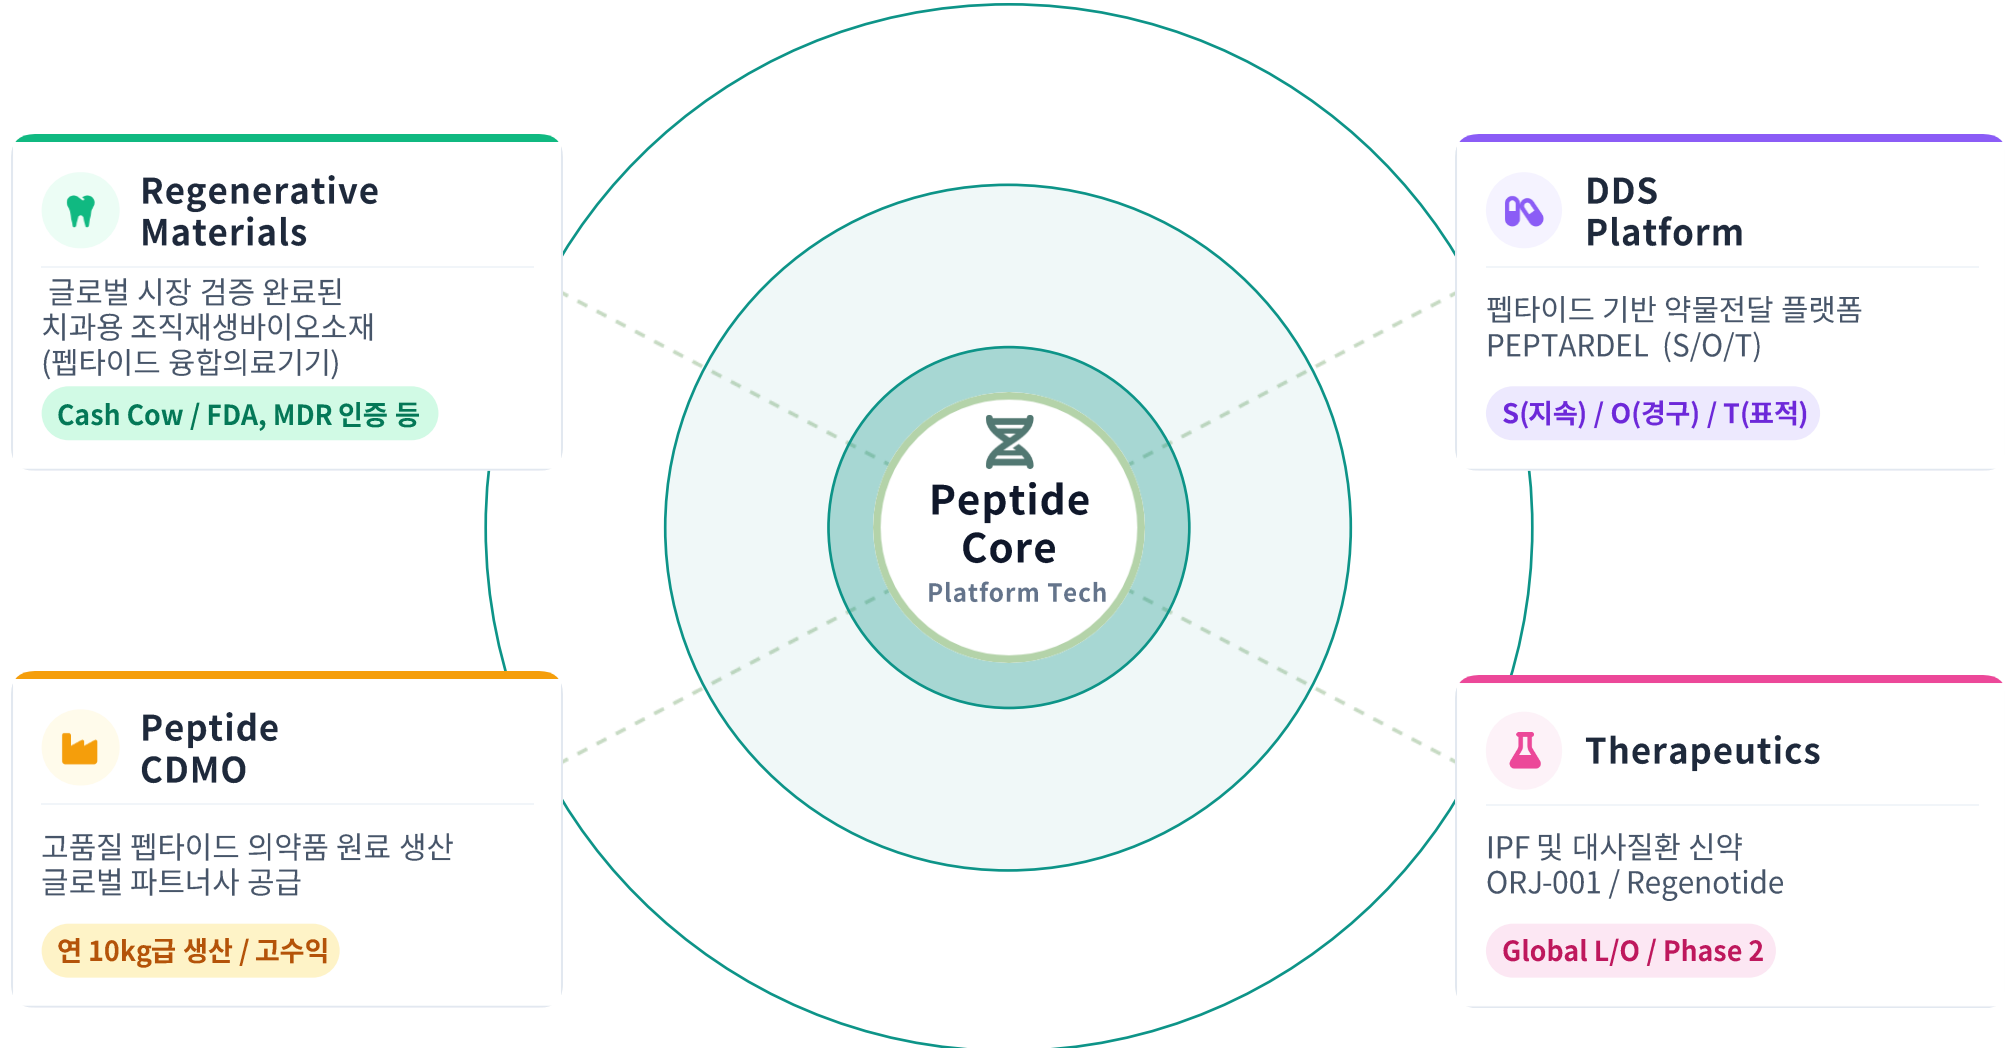 Regenerative
Materials
글로벌 시장 검증 완료된
치과용 조직재생바이오소재
(펩타이드 융합의료기기)
Cash Cow / FDA, MDR 인증 등
DDS
Platform
펩타이드 기반 약물전달 플랫폼
PEPTARDEL (S/O/T)
S(지속) / O(경구) / T(표적)
Peptide
Core
Platform Tech
Peptide
CDMO
고품질 펩타이드 의약품 원료 생산
글로벌 파트너사 공급
연 10kg급 생산 / 고수익
Therapeutics
IPF 및 대사질환 신약
ORJ-001 / Regenotide
Global L/O / Phase 2